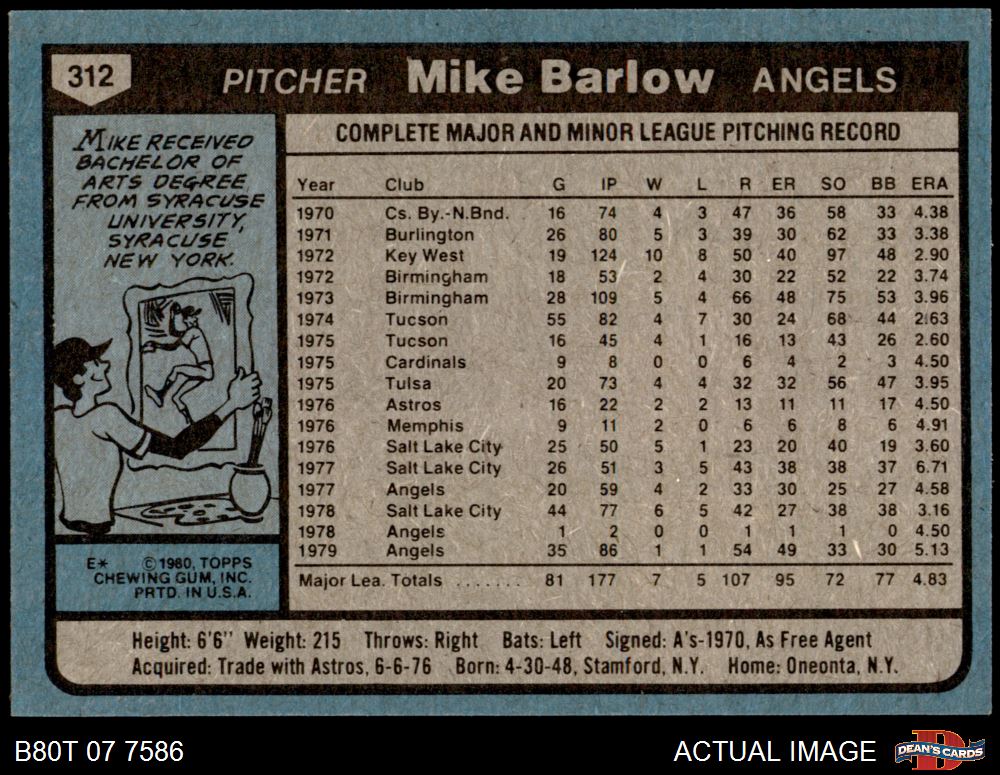 312 PITCHER Mike Barlow ANGELS
MIKE RECEIVED
BACHELOR OF
ARTS DEGREE
FROM SYRACUSE
UNIVERSITY,
SYRACUSE
NEW YORK.
E* ©1980, TOPPS
CHEWING GUM, INC.
PRTD. IN U.S.A.
COMPLETE MAJOR AND MINOR LEAGUE PITCHING RECORD
Year Club G IP W L R ER SO BB ERA
1970 Cs. By.-N.Bnd. 16 74 4 3 47 36 58 33 4.38
1971 Burlington 26 80 5 3 39 30 62 33 3.38
1972 Key West 19 124 10 8 50 40 97 48 2.90
1972 Birmingham 18 53 2 4 30 22 52 22 3.74
1973 Birmingham 28 109 5 4 66 48 75 53 3.96
1974 Tucson 55 82 4 7 30 24 68 44 2.63
1975 Tucson 16 45 4 1 16 13 43 26 2.60
1975 Cardinals 9 8 0 0 6 4 2 3 4.50
1975 Tulsa 20 73 4 4 32 32 56 47 3.95
1976 Astros 16 22 2 2 13 11 11 17 4.50
1976 Memphis 9 11 2 0 6 6 8 6 4.91
1976 Salt Lake City 25 50 5 1 23 20 40 19 3.60
1977 Salt Lake City 26 51 3 5 43 38 38 37 6.71
1977 Angels 20 59 4 2 33 30 25 27 4.58
1978 Salt Lake City 44 77 6 5 42 27 38 38 3.16
1978 Angels 1 2 0 0 1 1 1 0 4.50
1979 Angels 35 86 1 1 54 49 33 30 5.13
Major Lea. Totals ....... 81 177 7 5 107 95 72 77 4.83
Height: 6'6" Weight: 215 Throws: Right Bats: Left Signed: A's-1970, As Free Agent
Acquired: Trade with Astros, 6-6-76 Born: 4-30-48, Stamford, N.Y. Home: Oneonta, N.Y.
B80T 07 7586 ACTUAL IMAGE DEAN'S CARDS